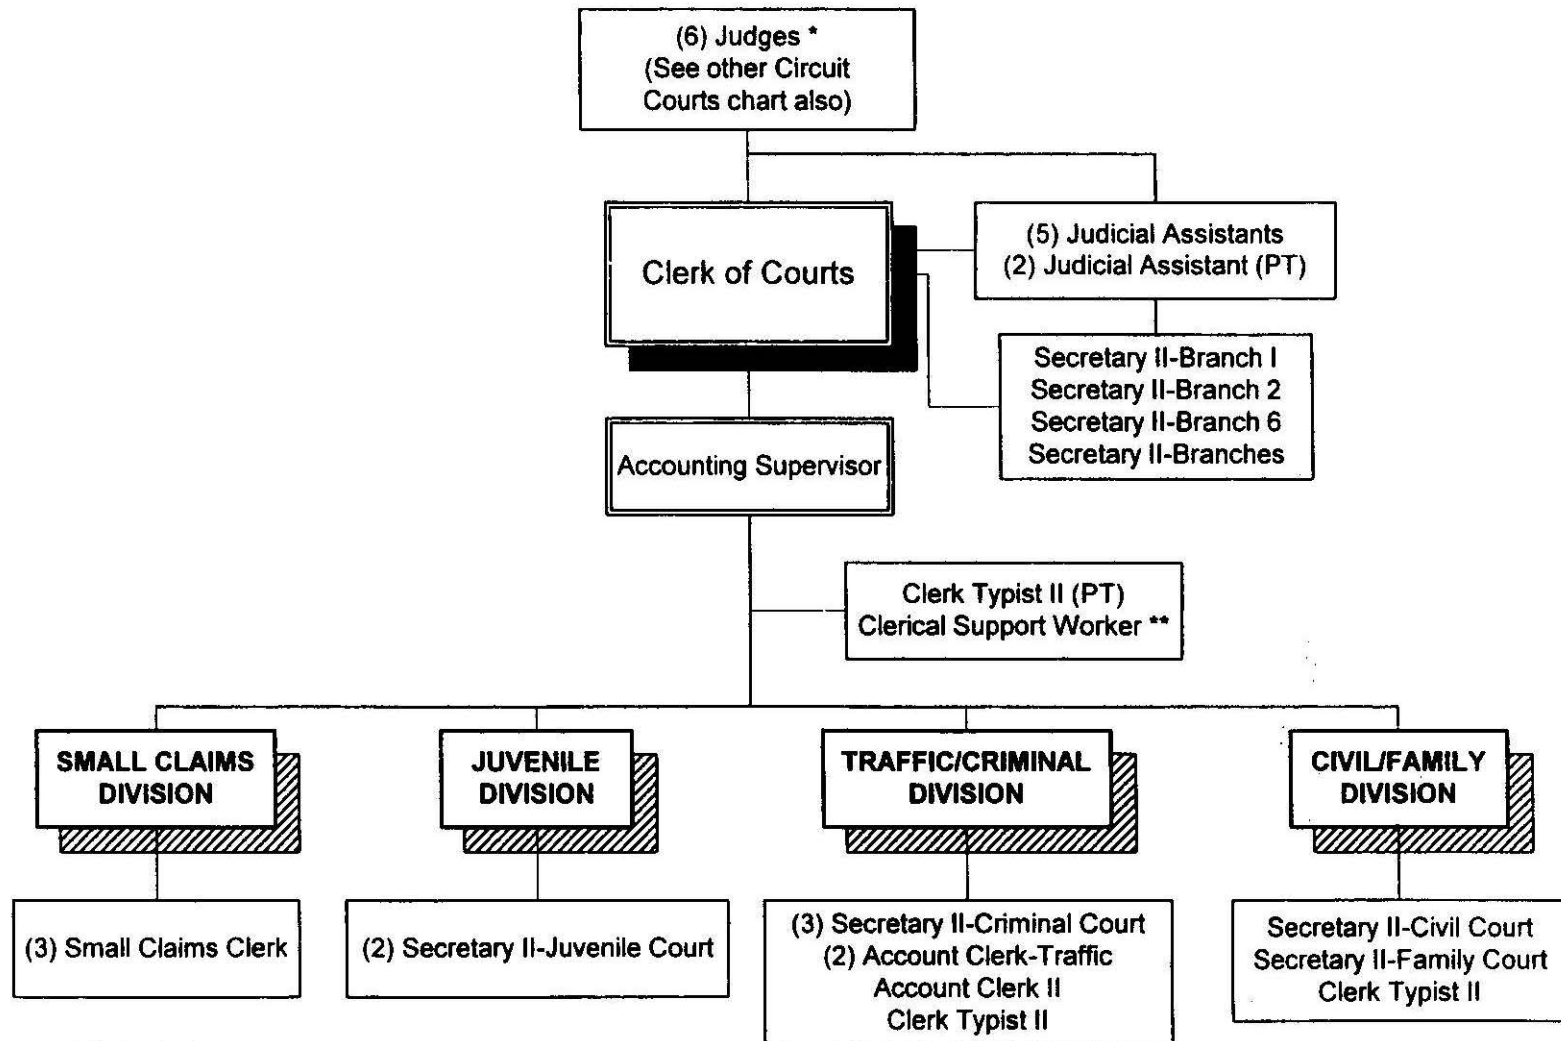 (6) Judges *
(See other Circuit
Courts chart also)
Clerk of Courts
(5) Judicial Assistants
(2) Judicial Assistant (PT)
Secretary II-Branch I
Secretary II-Branch 2
Secretary II-Branch 6
Secretary II-Branches
Accounting Supervisor
Clerk Typist II (PT)
Clerical Support Worker **
SMALL CLAIMS
DIVISION
JUVENILE
DIVISION
TRAFFIC/CRIMINAL
DIVISION
CIVIL/FAMILY
DIVISION
(3) Small Claims Clerk
(2) Secretary II-Juvenile Court
(3) Secretary II-Criminal Court
(2) Account Clerk-Traffic
Account Clerk II
Clerk Typist II
Secretary II-Civil Court
Secretary II-Family Court
Clerk Typist II